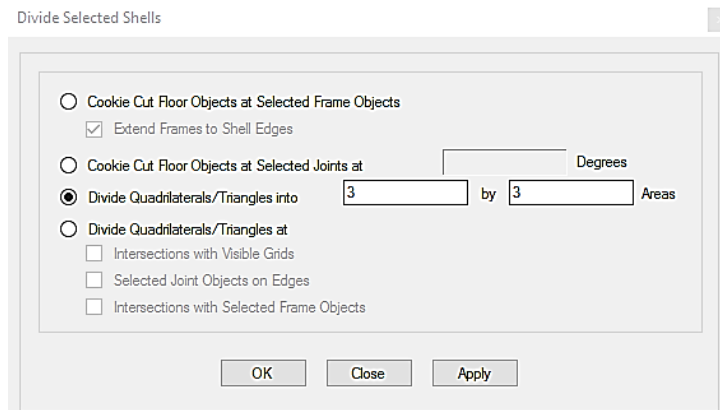 Divide Selected Shells
Cookie Cut Floor Objects at Selected Frame Objects
Extend Frames to Shell Edges
Cookie Cut Floor Objects at Selected Joints at Degrees
Divide Quadrilaterals/Triangles into 3 by 3 Areas
Divide Quadrilaterals/Triangles at
Intersections with Visible Grids
Selected Joint Objects on Edges
Intersections with Selected Frame Objects
OK Close Apply